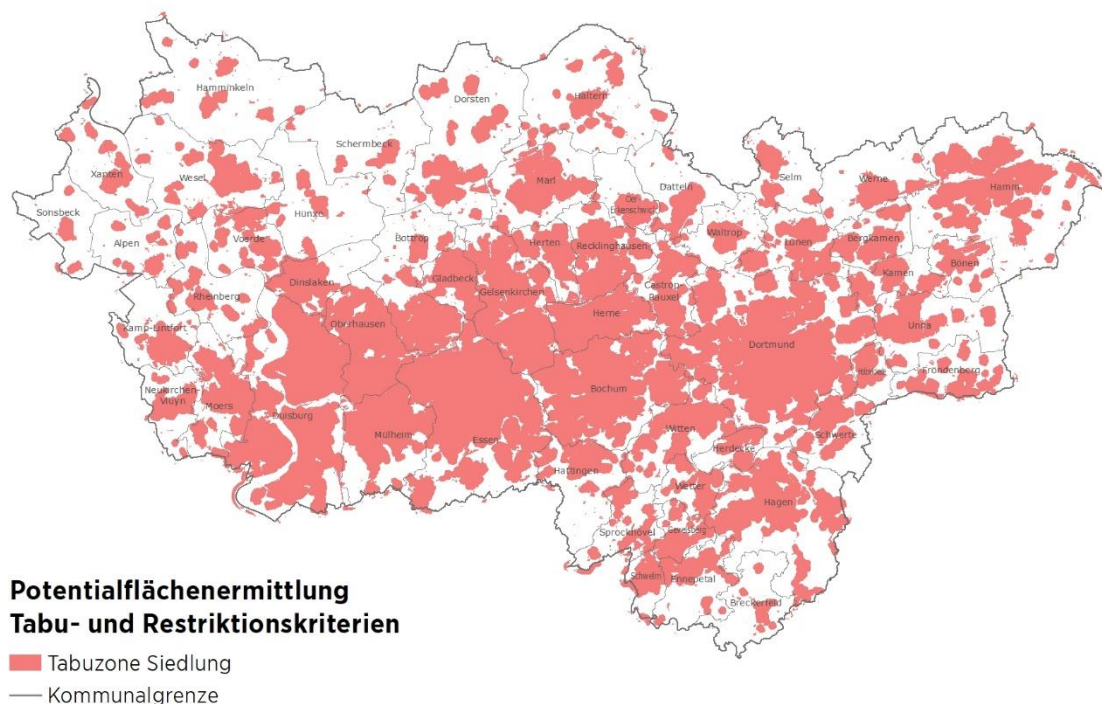 Hamminkeln
Dorsten
Haltern
Schermbeck
Xanten
Wesel
Marl
Datteln
Selm
Werne
Hamm
Sonsbeck
Hünxe
Oer-
Erkenschwick
Alpen
Voerde
Bottrop
Herten
Recklinghausen
Waltrop
Lünen
Bergkamen
Bönen
Dinslaken
Gladbeck
Gelsenkirchen
Castrop-
Rauxel
Kamen
Rheinberg
Kamp-Lintfort
Oberhausen
Herne
Dortmund
Unna
Fröndenberg
Neukirchen-
Vluyn
Moers
Bochum
Duisburg
Mülheim
Essen
Witten
Schwerte
Herdecke
Hattingen
Wetter
Hagen
Sprockhövel
Gevelsberg
Schwelm
Ennepetal
Breckerfeld
Potentialflächenermittlung
Tabu- und Restriktionskriterien
Tabuzone Siedlung
Kommunalgrenze